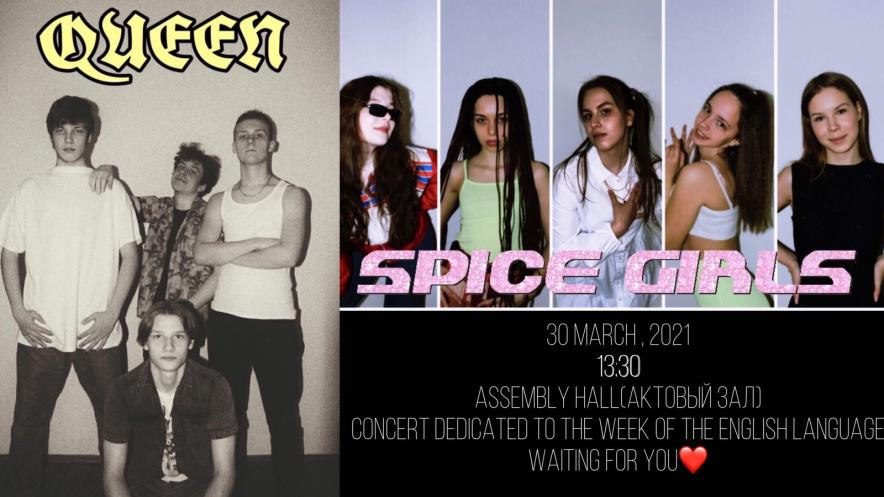 QUEEN
SPICE GIRLS
30 MARCH , 2021
13:30
ASSEMBLY HALL(АКТОВЫЙ ЗАЛ)
CONCERT DEDICATED TO THE WEEK OF THE ENGLISH LANGUAGE
WAITING FOR YOU❤️